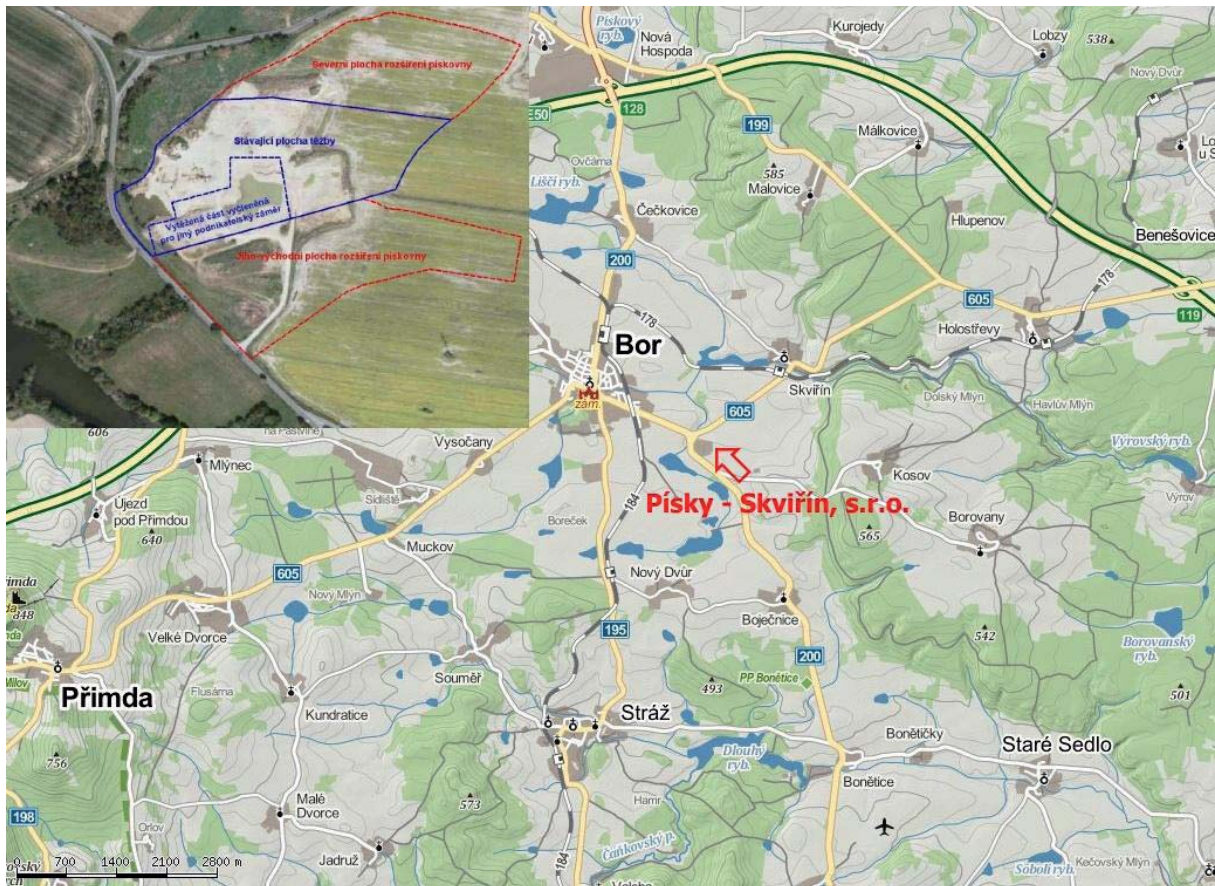 Severní plocha rozšíření pískovny
Stávající plocha těžby
Vytěžená část vyčleněná
pro jiný podnikatelský záměr
Jiho-východní plocha rozšíření pískovny
Pískový
ryb.
Nová
Hospoda
Kurojedy
Lobzy
538
E50
128
199
Nový Dvůr
Málkovice
Ovčárna
585
Malovice
Liščí ryb.
Čečkovice
Hlupenov
Benešovice
200
178
605
119
178
Holostřevy
Bor
zám.
Skviřín
Dolský Mlýn
Havlův Mlýn
605
Výrovský ryb.
606
na Pastvině
Vysočany
Mlýnec
Sídliště
Kosov
Výrov
Písky - Skviřín, s.r.o.
184
Újezd
pod Přimdou
640
Boreček
565
Borovany
Muckov
Nový Dvůr
605
Nový Mlýn
848
Velké Dvorce
Boječnice
195
542
Borovanský
ryb.
Milov
Souměř
200
PP Bonětice
Flusárna
493
501
Přimda
Kundratice
Stráž
Bonětičky
Staré Sedlo
756
Dlouhý
ryb.
Bonětice
Malé
Dvorce
573
Hamr
198
Orlov
Čaňkovský p.
Jadruž
184
Sobolí ryb.
Kečovský Mlýn
0 700 1400 2100 2800 m